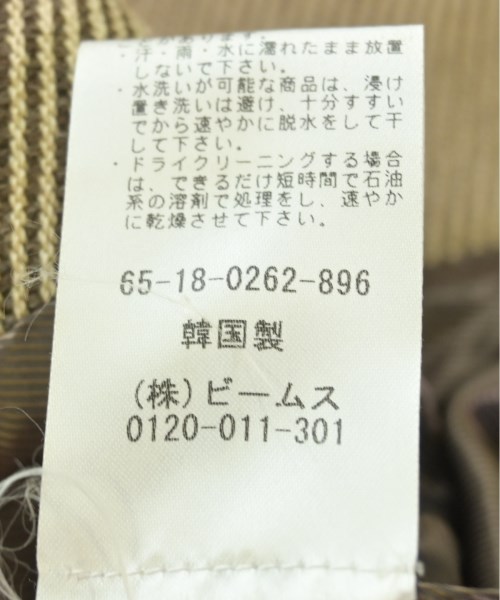 があります。
・汗・雨・水に濡れたまま放置
しないで下さい。
・水洗いが可能な商品は、浸け
置き洗いは避け、十分すすい
でから速やかに脱水をして干
して下さい。
・ドライクリーニングする場合
は、できるだけ短時間で石油
系の溶剤で処理をし、速やか
に乾燥させて下さい。
65-18-0262-896
韓国製
(株)ビームス
0120-011-301